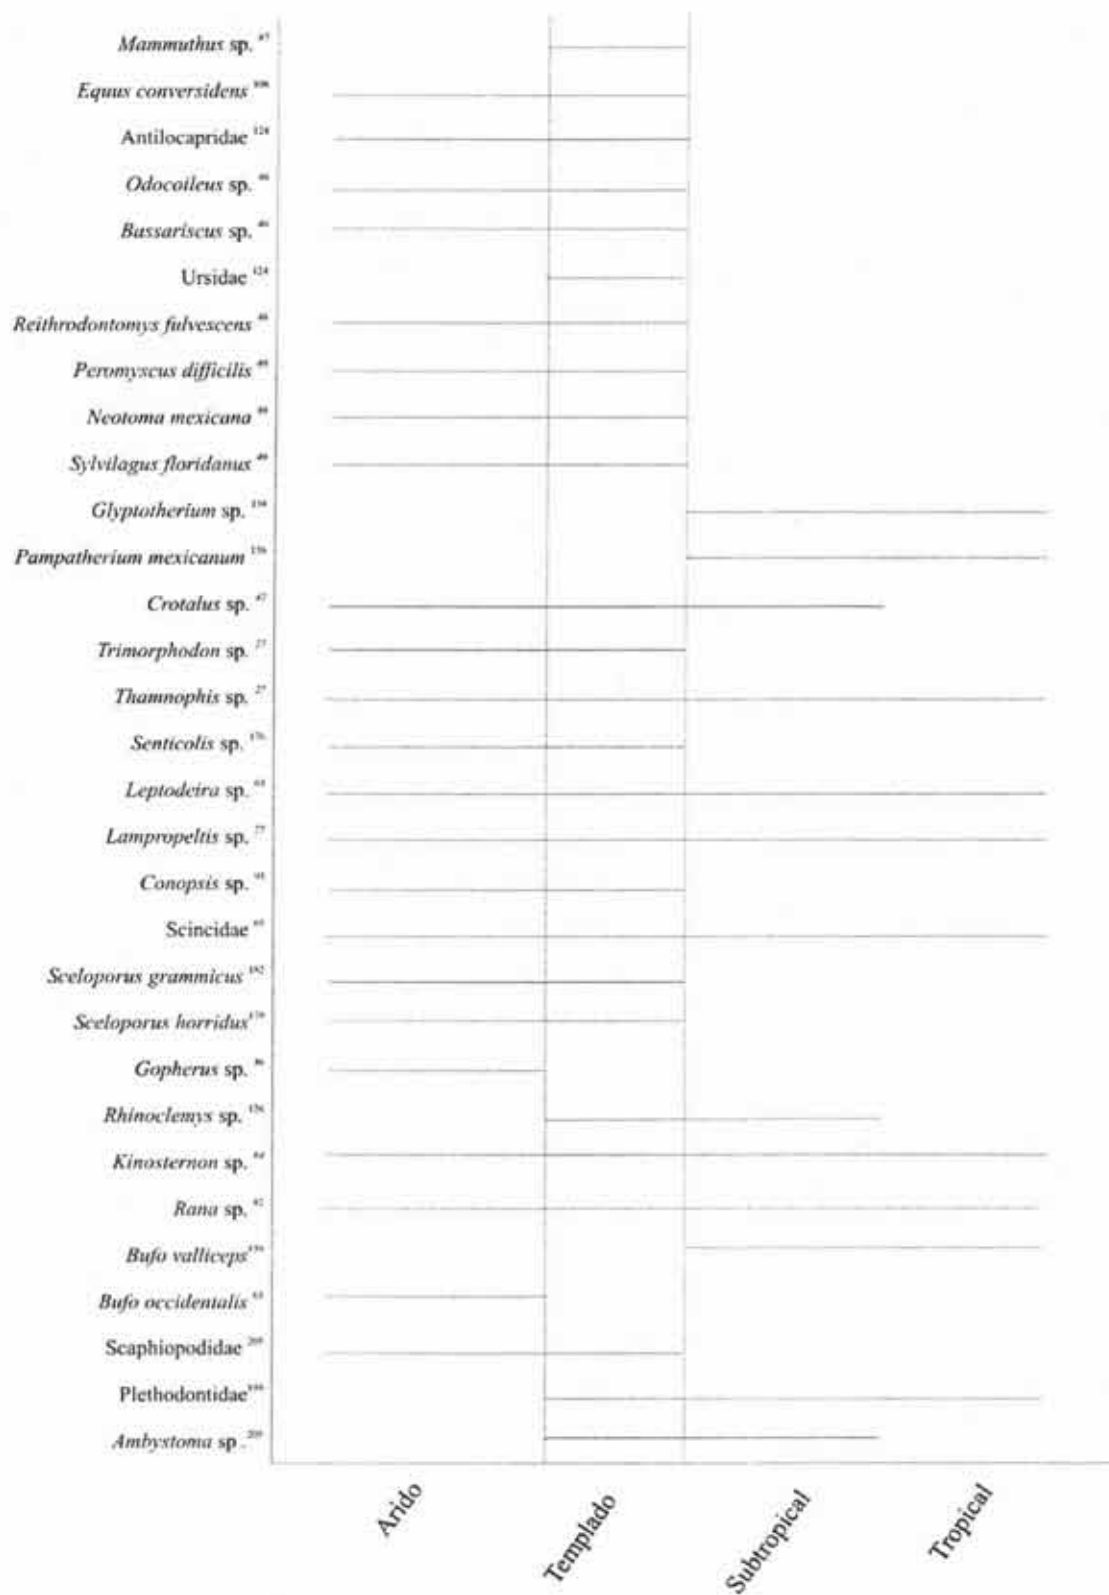 Mammuthus sp.
Equus conversidens
Antilocapridae
Odocoileus sp.
Bassariscus sp.
Ursidae
Reithrodontomys fulvescens
Peromyscus difficilis
Neotoma mexicana
Sylvilagus floridanus
Glyptotherium sp.
Pampatherium mexicanum
Crotalus sp.
Trimorphodon sp.
Thamnophis sp.
Senticolis sp.
Leptodeira sp.
Lampropeltis sp.
Conopsis sp.
Scincidae
Sceloporus grammicus
Sceloporus horridus
Gopherus sp.
Rhinoclemys sp.
Kinosternon sp.
Rana sp.
Bufo valliceps
Bufo occidentalis
Scaphiopodidae
Plethodontidae
Ambystoma sp.
Arido
Templado
Subtropical
Tropical